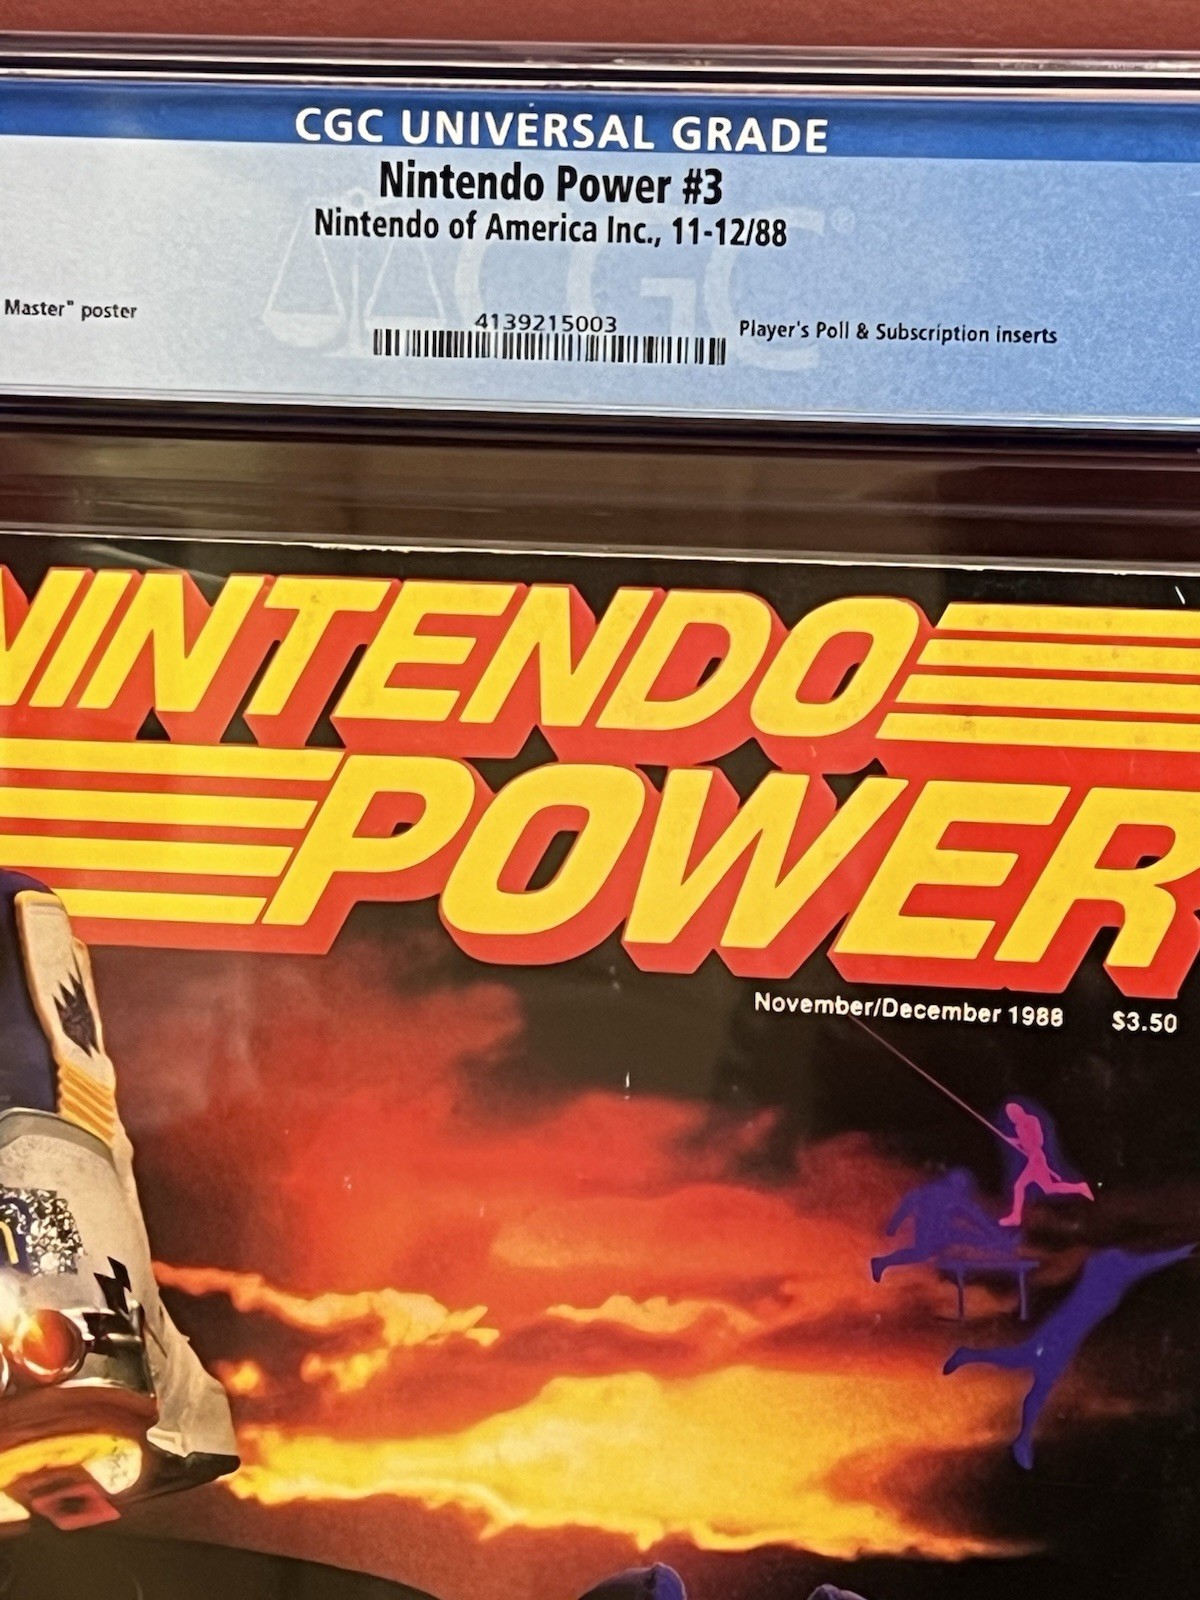 CGC UNIVERSAL GRADE
Nintendo Power #3
Nintendo of America Inc., 11-12/88
Master" poster
4139215003
Player's Poll & Subscription inserts
CGC
NINTENDO
POWER
November/December 1988 $3.50